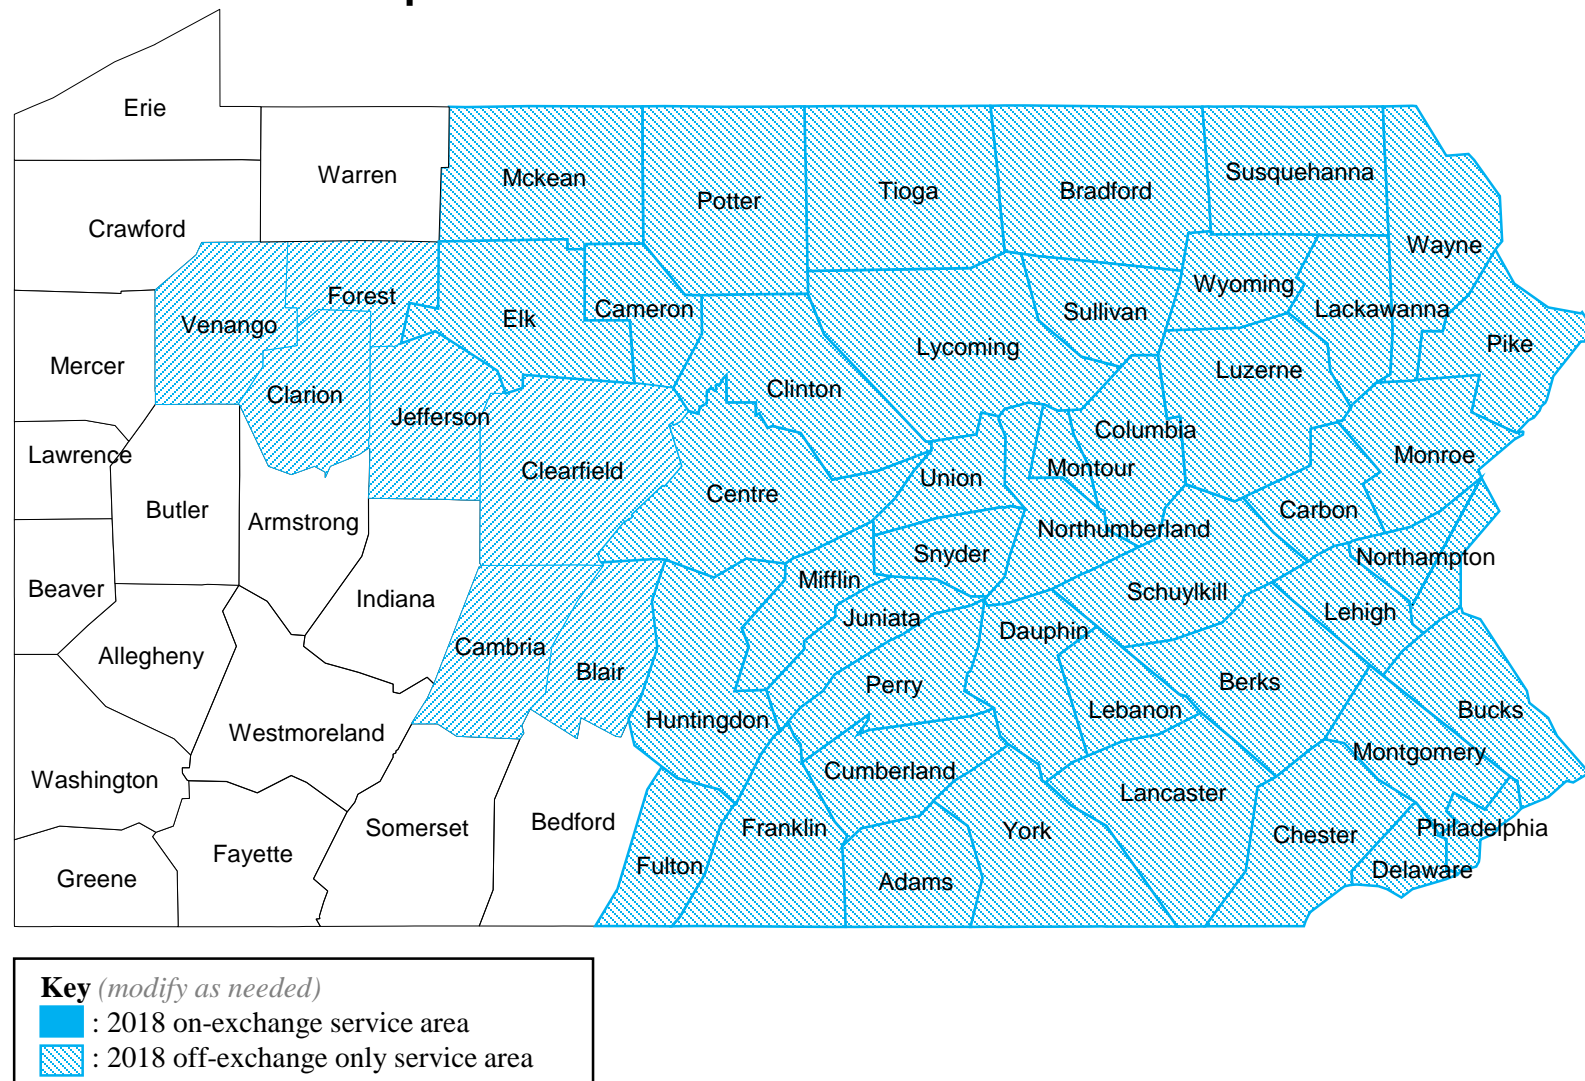 Erie
Warren
Mckean
Potter
Tioga
Bradford
Susquehanna
Crawford
Wayne
Venango
Forest
Elk
Cameron
Sullivan
Wyoming
Lackawanna
Mercer
Clarion
Jefferson
Clinton
Lycoming
Luzerne
Pike
Lawrence
Clearfield
Centre
Union
Montour
Columbia
Monroe
Butler
Armstrong
Snyder
Northumberland
Carbon
Northampton
Beaver
Indiana
Mifflin
Juniata
Schuylkill
Lehigh
Allegheny
Cambria
Blair
Dauphin
Perry
Huntingdon
Lebanon
Berks
Bucks
Westmoreland
Montgomery
Washington
Cumberland
Lancaster
Somerset
Bedford
Franklin
York
Chester
Philadelphia
Greene
Fayette
Fulton
Adams
Delaware
Key (modify as needed)
: 2018 on-exchange service area
: 2018 off-exchange only service area